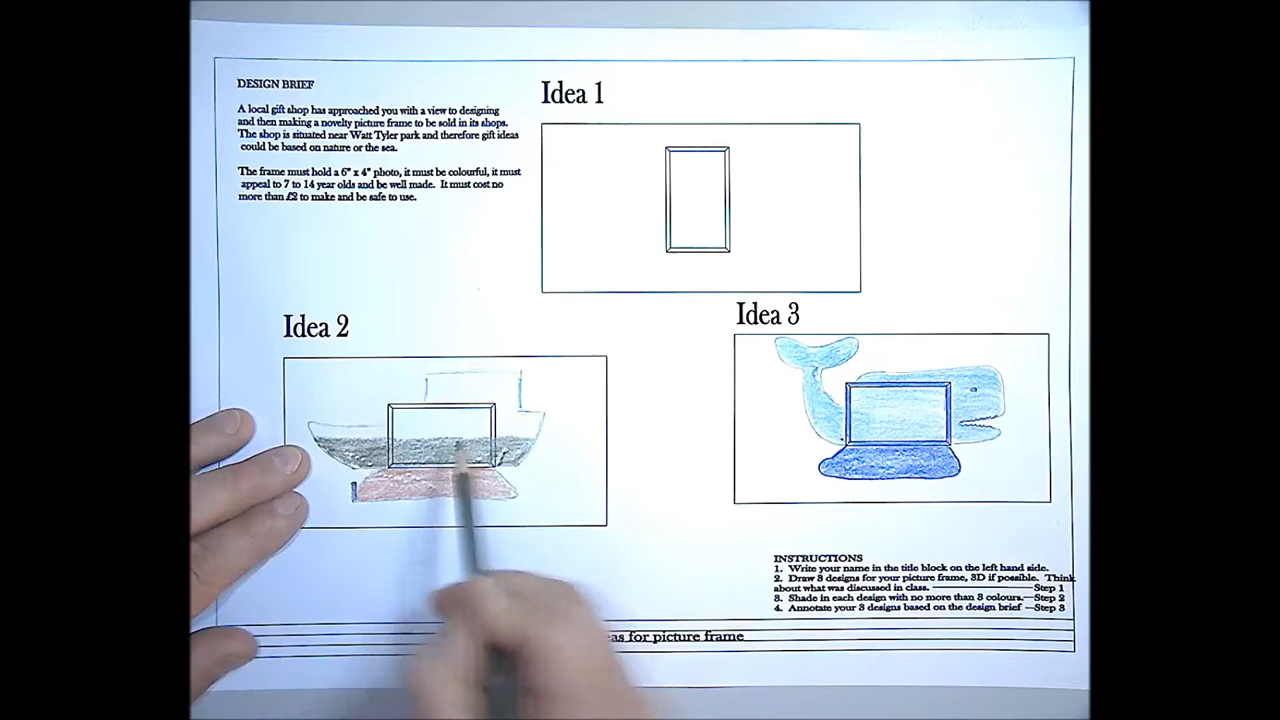 DESIGN BRIEF
A local gift shop has approached you with a view to designing
and then making a novelty picture frame to be sold in its shops.
The shop is situated near Watt Tyler park and therefore gift ideas
could be based on nature or the sea.
The frame must hold a 6" x 4" photo, it must be colourful, it must
appeal to 7 to 14 year olds and be well made. It must cost no
more than £2 to make and be safe to use.
Idea 1
Idea 2
Idea 3
INSTRUCTIONS
1. Write your name in the title block on the left hand side.
2. Draw 3 designs for your picture frame, 3D if possible. Think
about what was discussed in class. Step 1
3. Shade in each design with no more than 3 colours. Step 2
4. Annotate your 3 designs based on the design brief Step 3
for picture frame